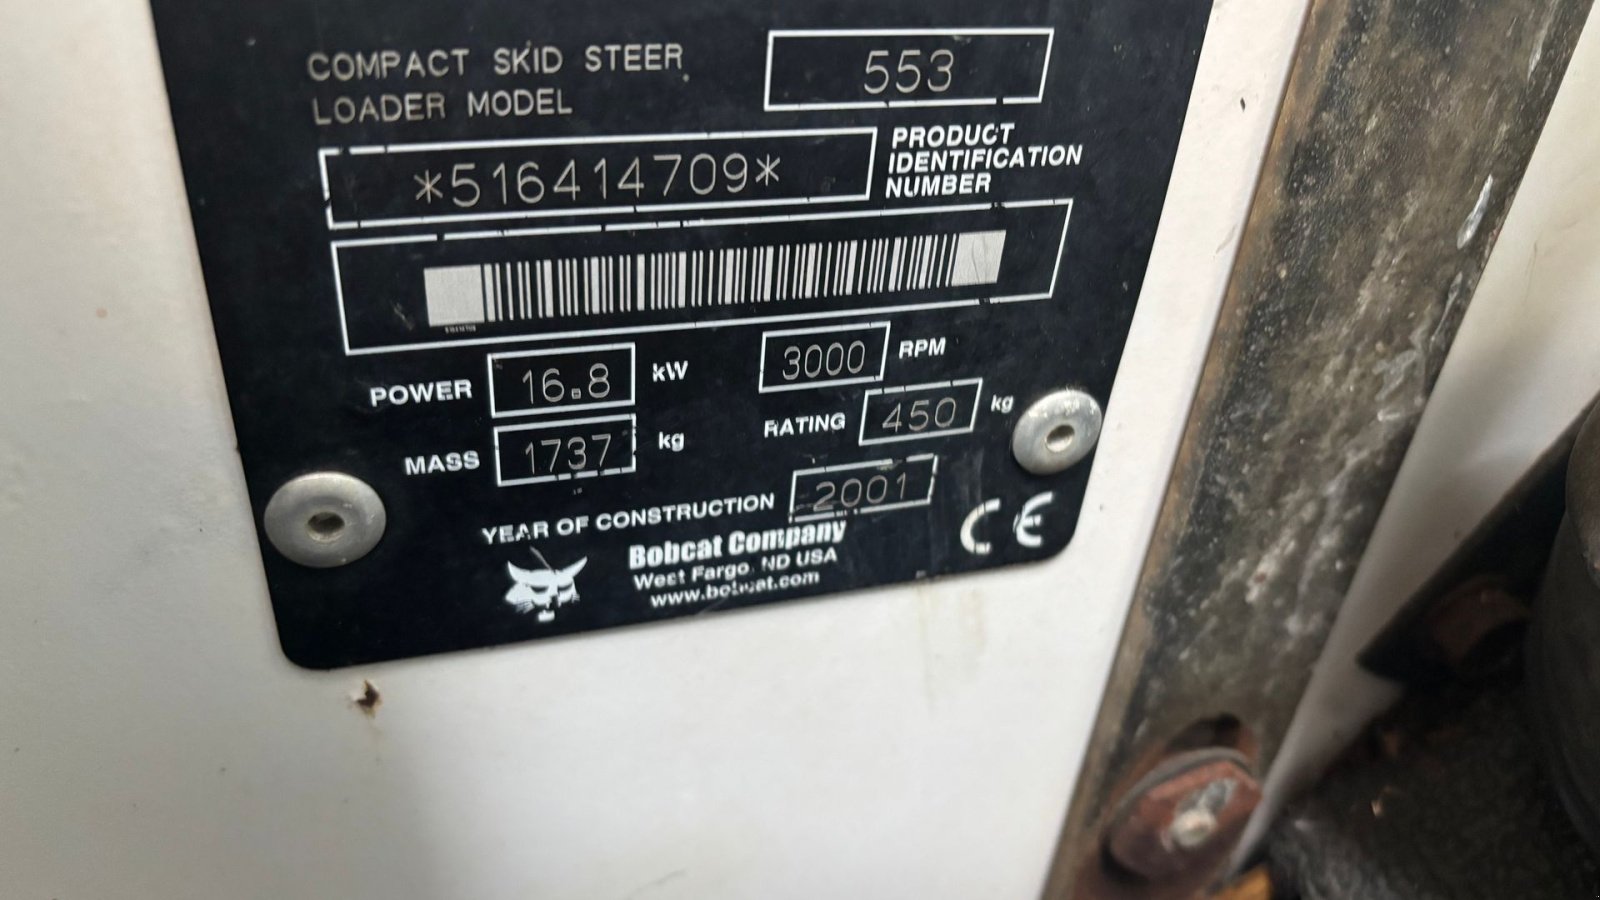 COMPACT SKID STEER
LOADER MODEL
553
*516414709*
PRODUCT
IDENTIFICATION
NUMBER
POWER 16.8 kW 3000 RPM
MASS 1737 kg RATING 450 kg
YEAR OF CONSTRUCTION 2001
Bobcat Company
West Fargo ND USA
www.bobcat.com
CE